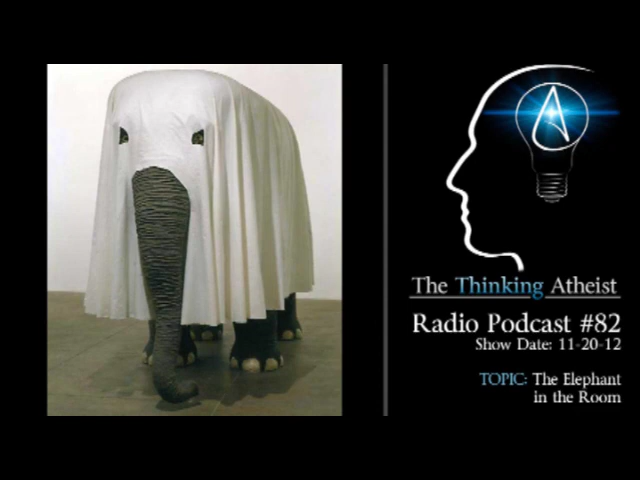 The Thinking Atheist
Radio Podcast #82
Show Date: 11-20-12
TOPIC: The Elephant
in the Room